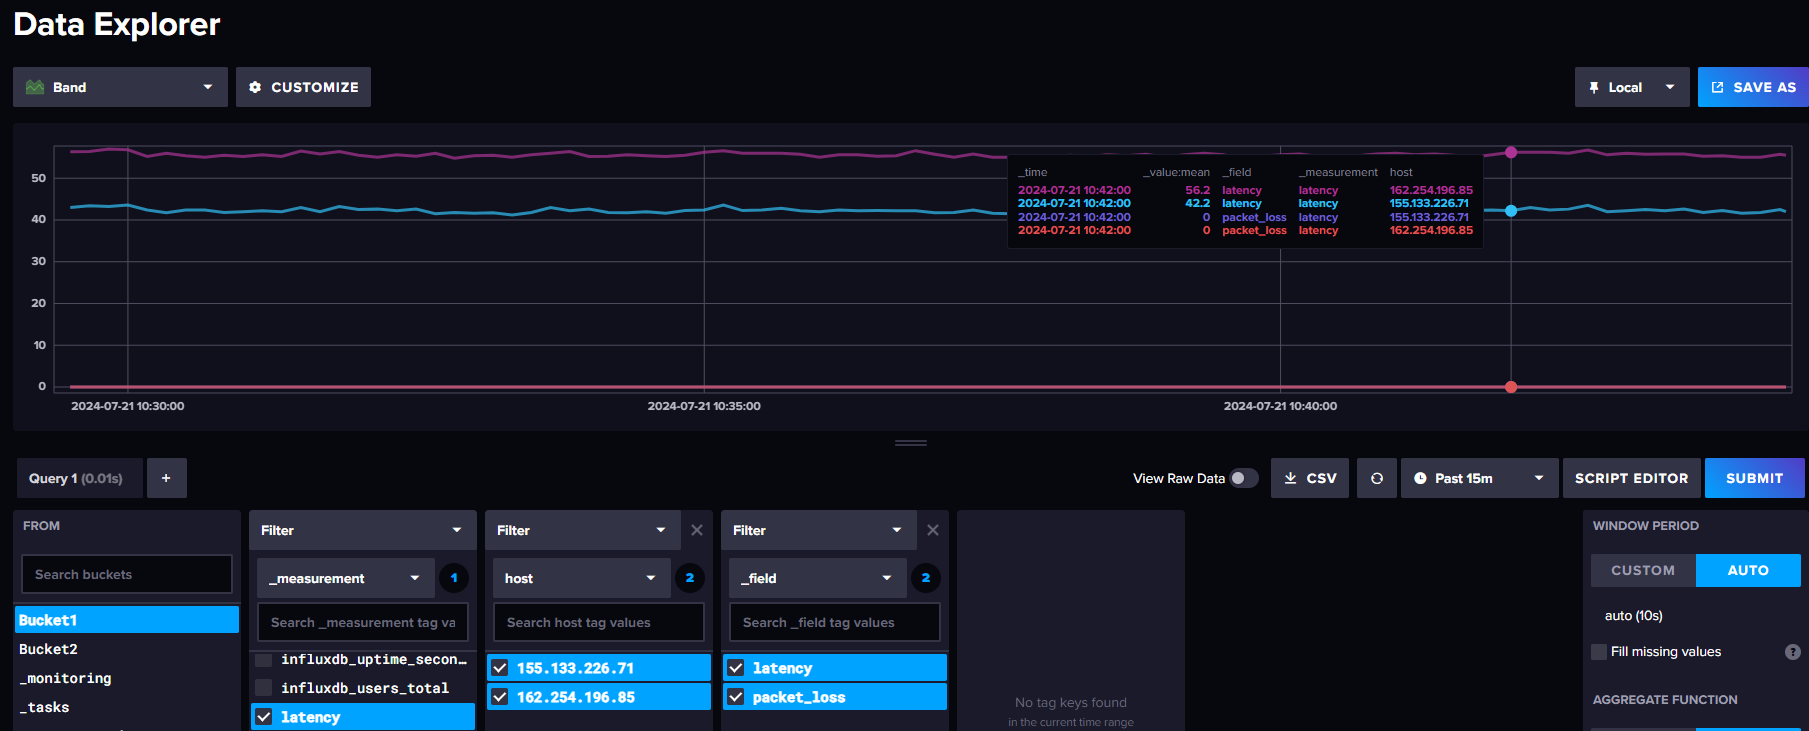 Data Explorer
Band
CUSTOMIZE
Local
SAVE AS
50
40
30
20
10
0
2024-07-21 10:30:00
2024-07-21 10:35:00
2024-07-21 10:40:00
_time _value:mean _field _measurement host
2024-07-21 10:42:00 56.2 latency latency 162.254.196.85
2024-07-21 10:42:00 42.2 latency latency 155.133.226.71
2024-07-21 10:42:00 0 packet_loss latency 155.133.226.71
2024-07-21 10:42:00 0 packet_loss latency 162.254.196.85
Query 1 (0.01s)
+
View Raw Data
CSV
Past 15m
SCRIPT EDITOR
SUBMIT
FROM
Search buckets
Bucket1
Bucket2
_monitoring
_tasks
Filter
_measurement
1
Search _measurement tag va
influxdb_uptime_secon…
influxdb_users_total
latency
Filter
host
2
Search host tag values
155.133.226.71
162.254.196.85
Filter
_field
2
Search _field tag values
latency
packet_loss
No tag keys found
in the current time range
WINDOW PERIOD
CUSTOM
AUTO
auto (10s)
Fill missing values
?
AGGREGATE FUNCTION